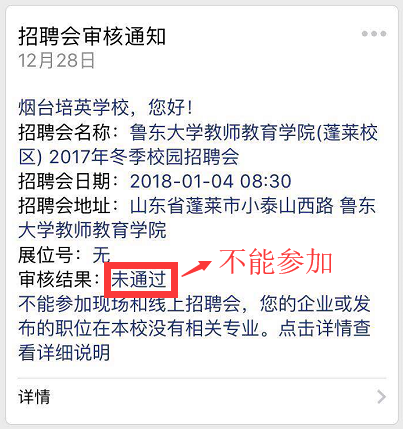 招聘会审核通知
12月28日
烟台培英学校，您好！
招聘会名称：鲁东大学教师教育学院(蓬莱校
区) 2017年冬季校园招聘会
招聘会日期：2018-01-04 08:30
招聘会地址：山东省蓬莱市小泰山西路 鲁东
大学教师教育学院
展位号：无
审核结果：未通过
不能参加
不能参加现场和线上招聘会，您的企业或发
布的职位在本校没有相关专业。点击详情查
看详细说明
详情